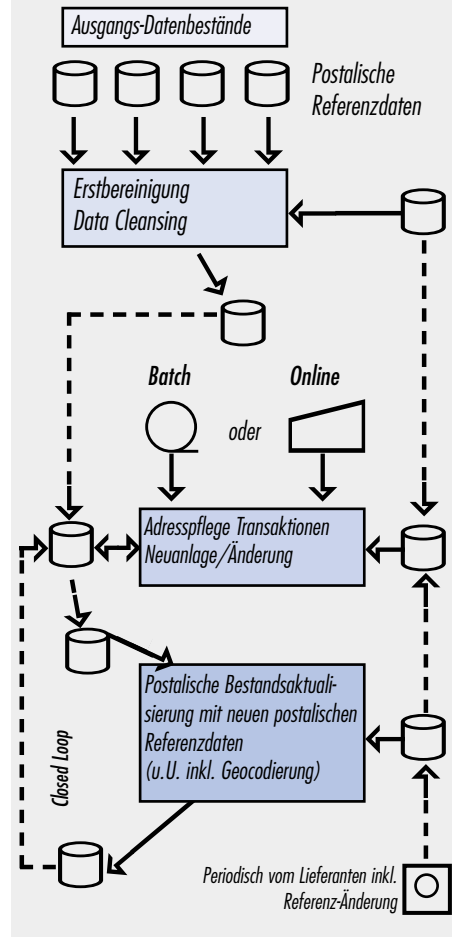 Ausgangs-Datenbestände
Postalische
Referenzdaten
Erstbereinigung
Data Cleansing
Batch
Online
oder
Adresspflege Transaktionen
Neuanlage/Änderung
Postalische Bestandsaktuali-
sierung mit neuen postalischen
Referenzdaten
(u.U. inkl. Geocodierung)
Closed Loop
Periodisch vom Lieferanten inkl.
Referenz-Änderung